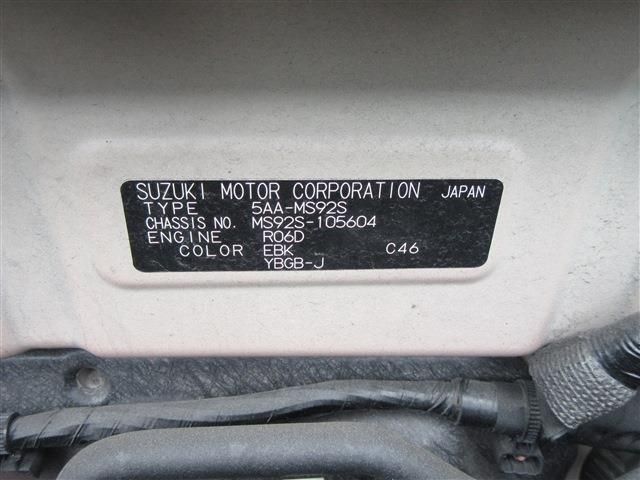 SUZUKI MOTOR CORPORATION JAPAN
TYPE 5AA-MS92S
CHASSIS NO. MS92S-105604
ENGINE R06D
COLOR EBK C46
YBGB-J